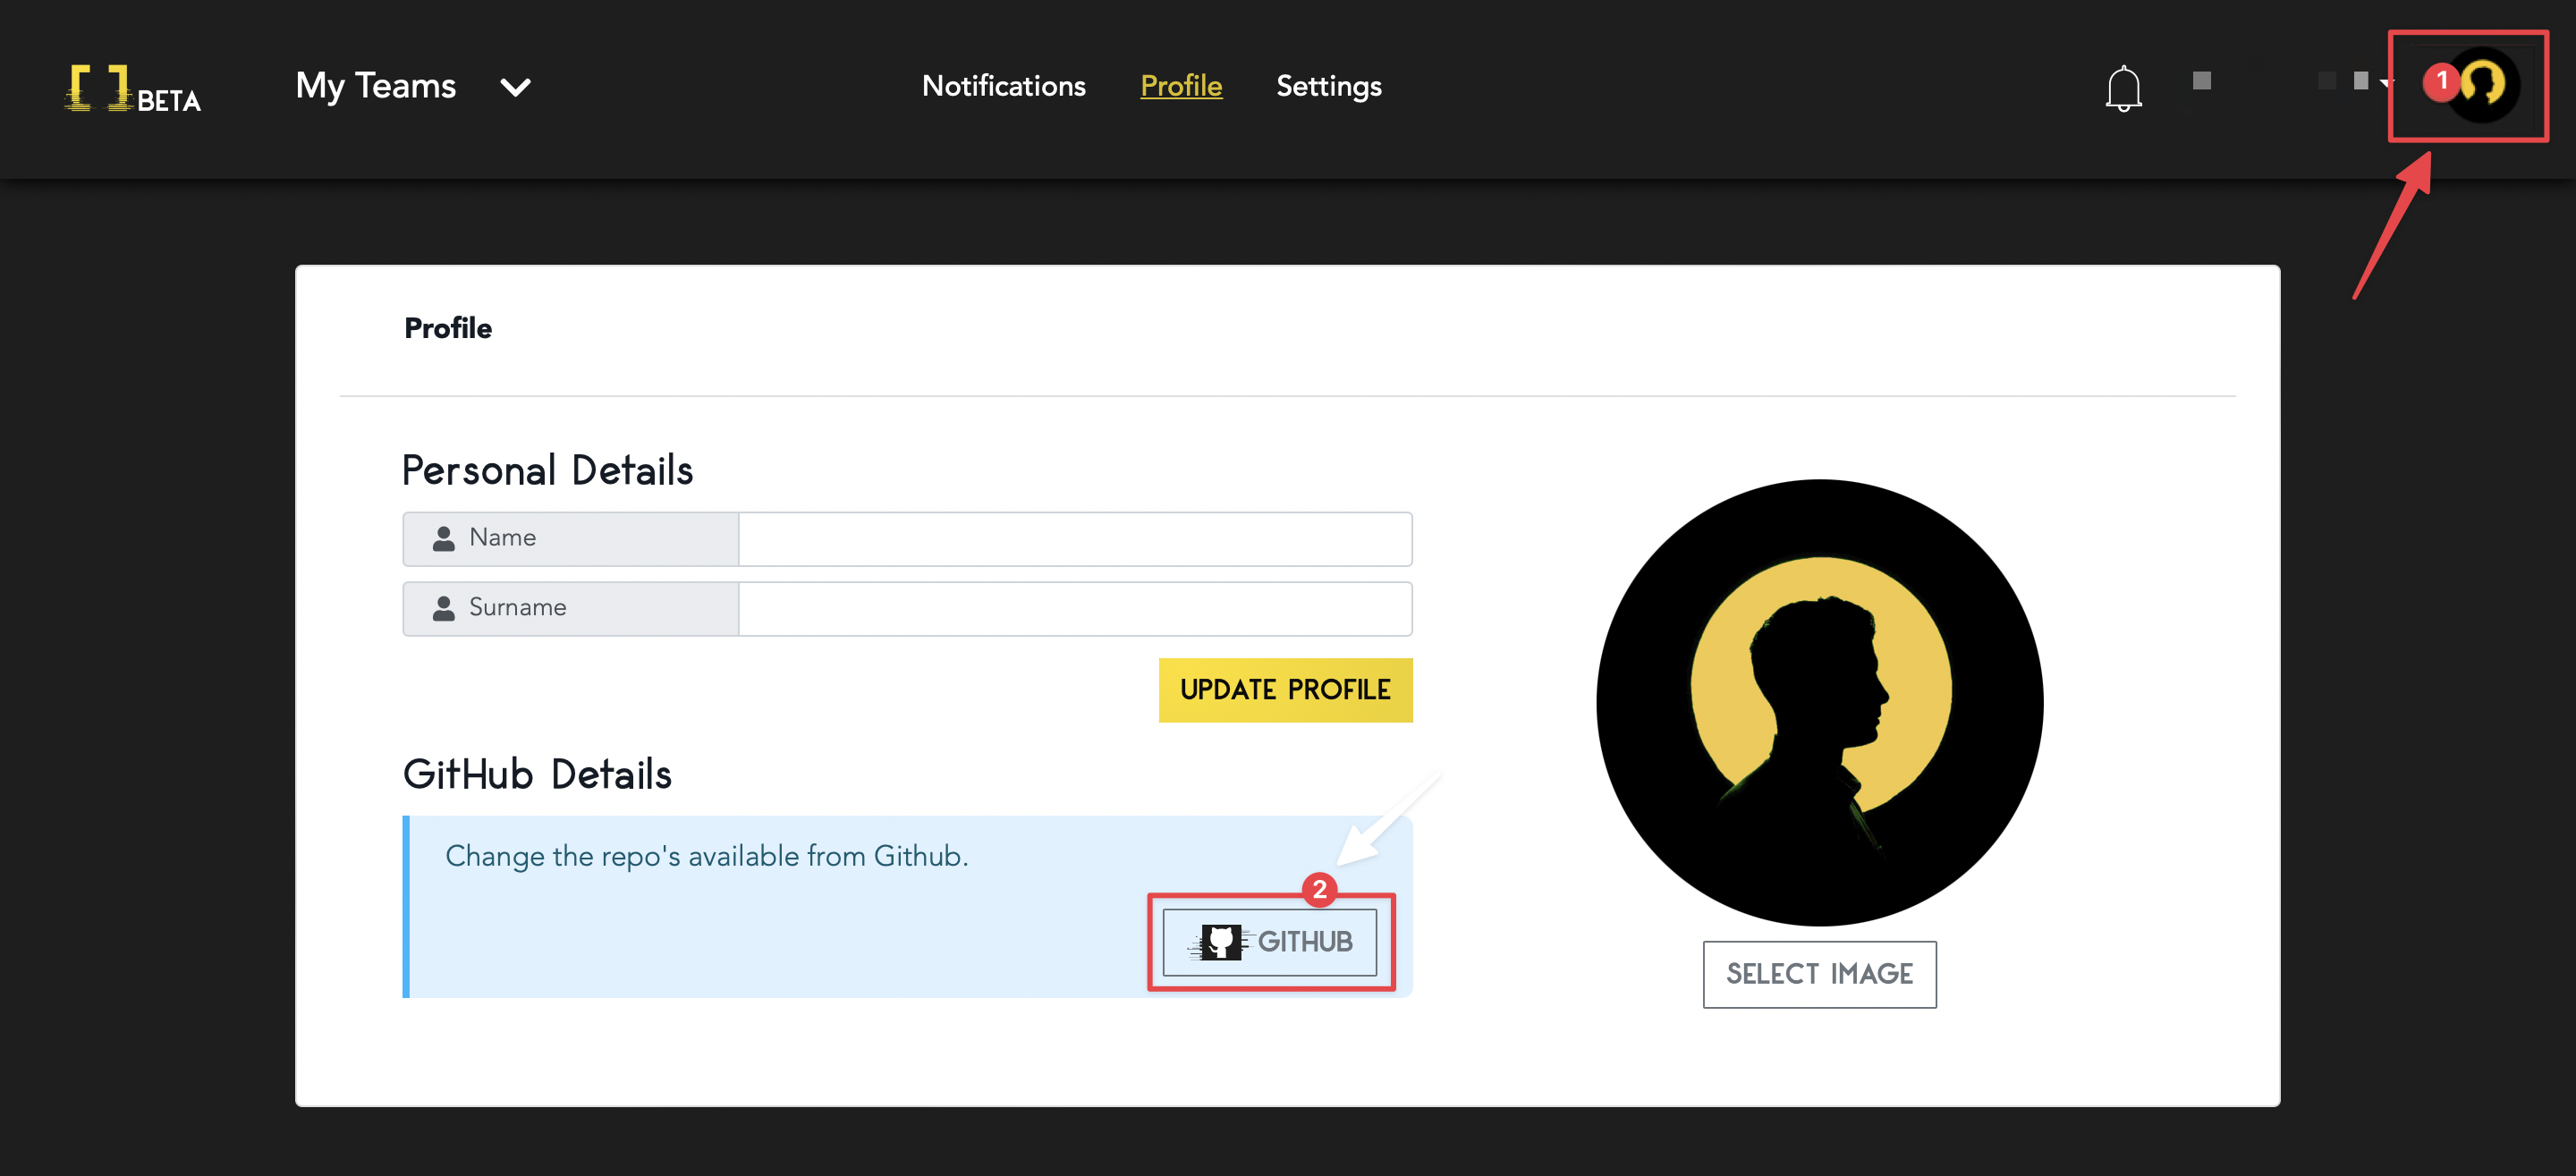 [ ] BETA
My Teams
Notifications
Profile
Settings
1
Profile
Personal Details
Name
Surname
UPDATE PROFILE
GitHub Details
Change the repo's available from Github.
2
GITHUB
SELECT IMAGE